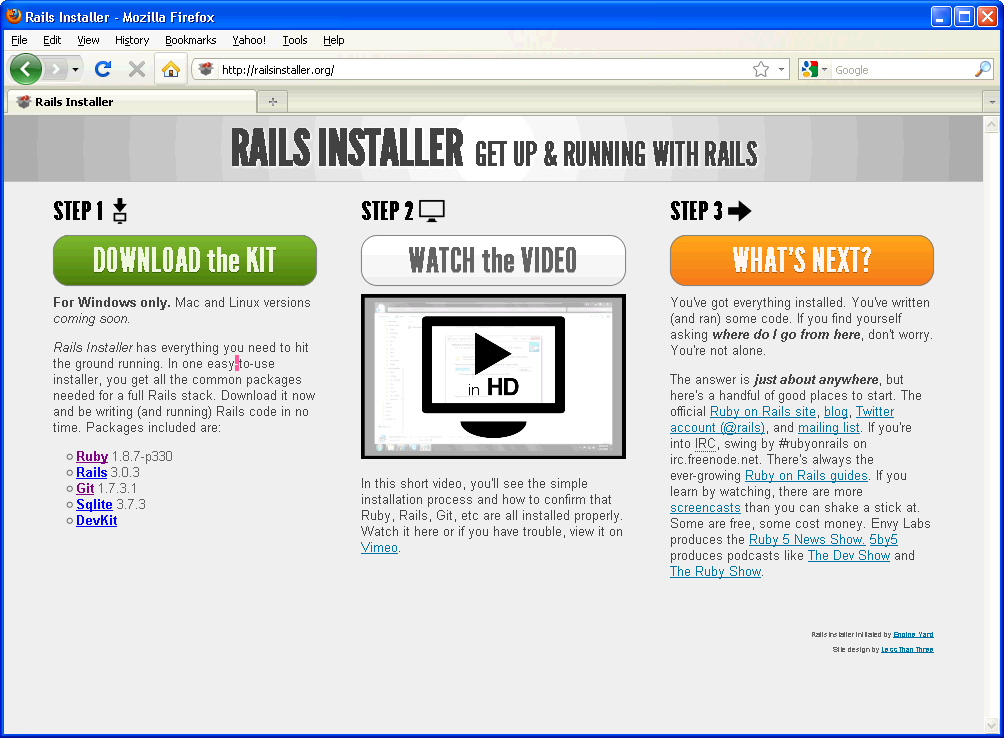 Rails Installer - Mozilla Firefox
File Edit View History Bookmarks Yahoo! Tools Help
http://railsinstaller.org/
Google
Rails Installer
RAILS INSTALLER GET UP & RUNNING WITH RAILS
STEP 1
DOWNLOAD the KIT
For Windows only. Mac and Linux versions
coming soon.
Rails Installer has everything you need to hit
the ground running. In one easy-to-use
installer, you get all the common packages
needed for a full Rails stack. Download it now
and be writing (and running) Rails code in no
time. Packages included are:
Ruby 1.8.7-p330
Rails 3.0.3
Git 1.7.3.1
Sqlite 3.7.3
DevKit
STEP 2
WATCH the VIDEO
in HD
In this short video, you'll see the simple
installation process and how to confirm that
Ruby, Rails, Git, etc are all installed properly.
Watch it here or if you have trouble, view it on
Vimeo.
STEP 3
WHAT'S NEXT?
You've got everything installed. You've written
(and ran) some code. If you find yourself
asking where do I go from here, don't worry.
You're not alone.
The answer is just about anywhere, but
here's a handful of good places to start. The
official Ruby on Rails site, blog, Twitter
account (@rails), and mailing list. If you're
into IRC, swing by #rubyonrails on
irc.freenode.net. There's always the
ever-growing Ruby on Rails guides. If you
learn by watching, there are more
screencasts than you can shake a stick at.
Some are free, some cost money. Envy Labs
produces the Ruby 5 News Show. 5by5
produces podcasts like The Dev Show and
The Ruby Show.
Rails Installer initiated by Engine Yard
Site design by Less Than Three